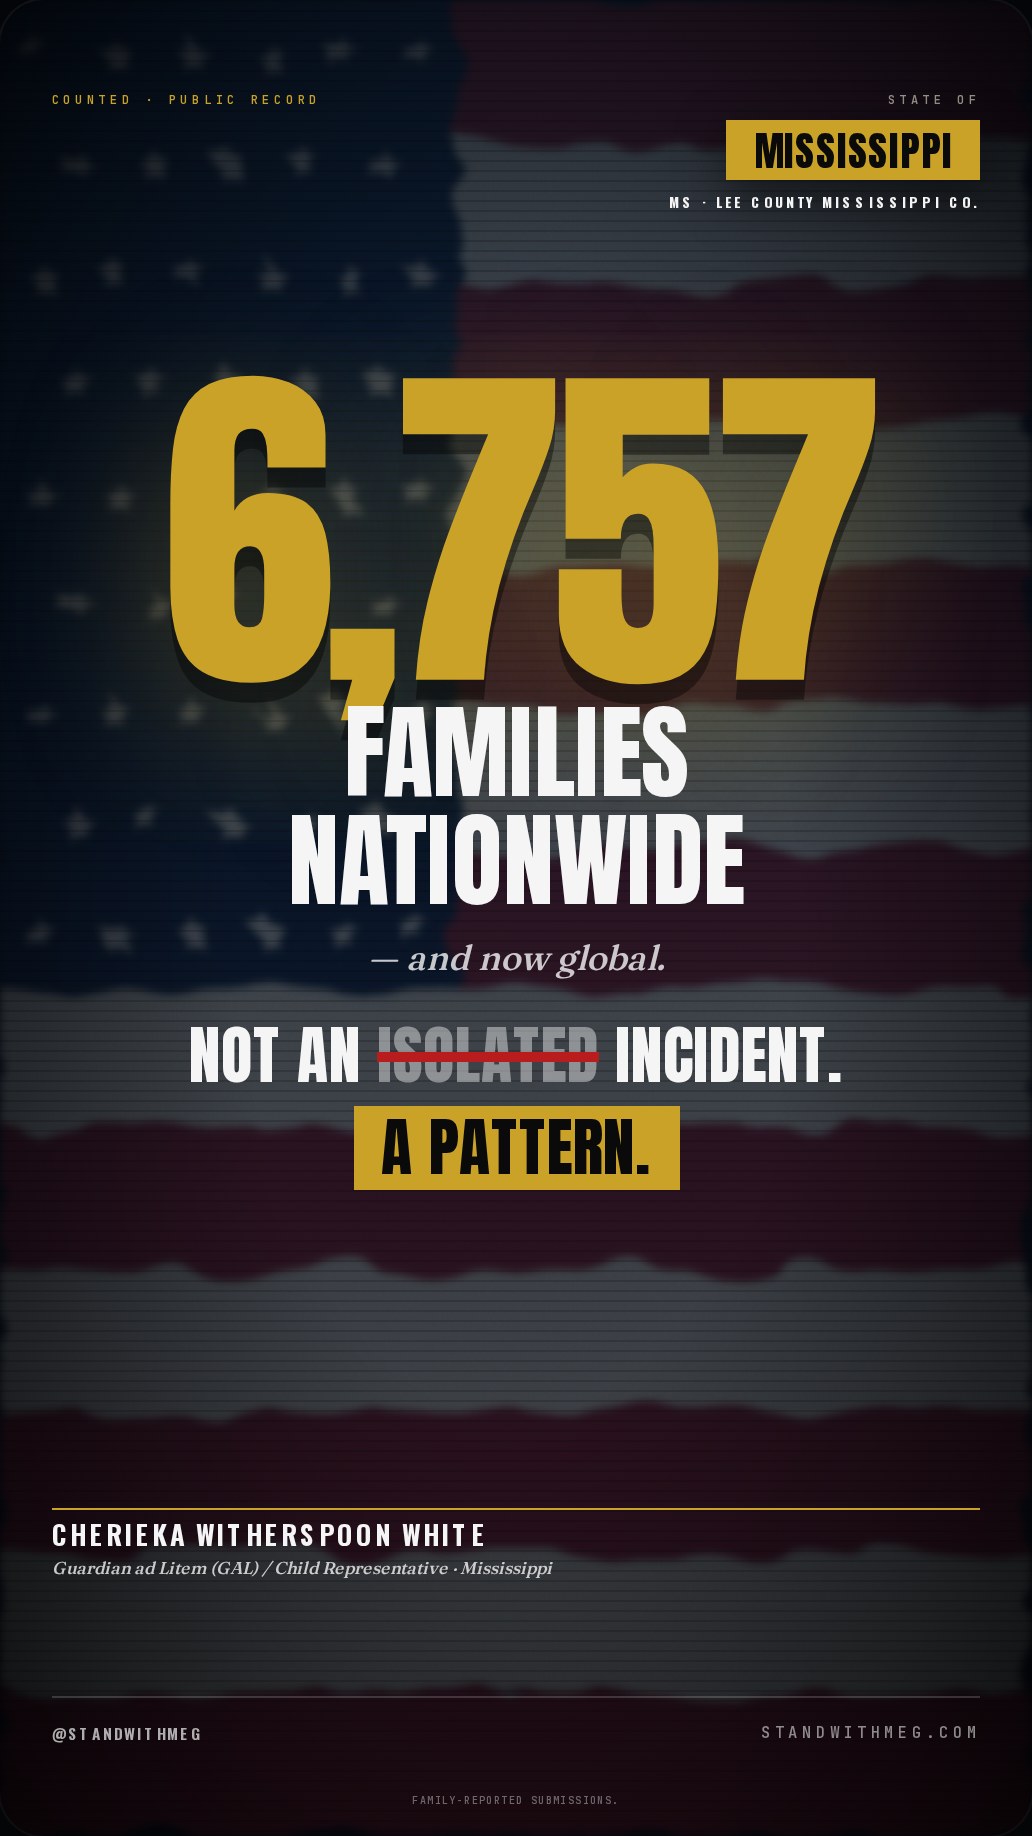 COUNTED · PUBLIC RECORD
STATE OF
MISSISSIPPI
MS · LEE COUNTY MISSISSIPPI CO.
6,757
FAMILIES
NATIONWIDE
— and now global.
NOT AN ISOLATED INCIDENT.
A PATTERN.
CHERIEKA WITHERSPOON WHITE
Guardian ad Litem (GAL) / Child Representative · Mississippi
@STANDWITHMEG
STANDWITHMEG.COM
FAMILY-REPORTED SUBMISSIONS.